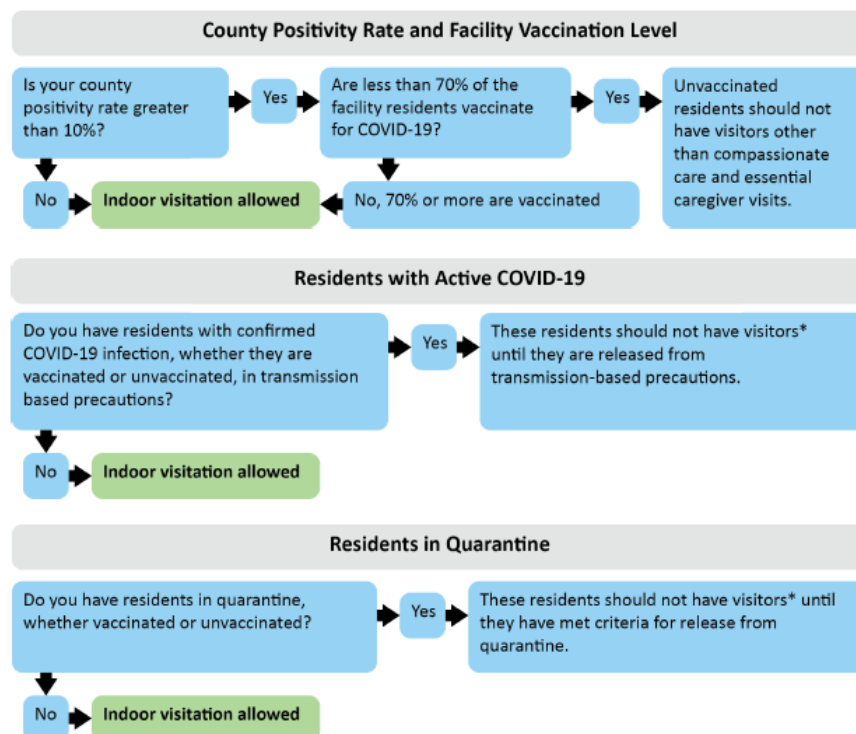 County Positivity Rate and Facility Vaccination Level
Is your county
positivity rate greater
than 10%?
Yes
Are less than 70% of the
facility residents vaccinate
for COVID-19?
Yes
Unvaccinated
residents should not
have visitors other
than compassionate
care and essential
caregiver visits.
No
Indoor visitation allowed
No, 70% or more are vaccinated
Residents with Active COVID-19
Do you have residents with confirmed
COVID-19 infection, whether they are
vaccinated or unvaccinated, in transmission
based precautions?
Yes
These residents should not have visitors*
until they are released from
transmission-based precautions.
No
Indoor visitation allowed
Residents in Quarantine
Do you have residents in quarantine,
whether vaccinated or unvaccinated?
Yes
These residents should not have visitors* until
they have met criteria for release from
quarantine.
No
Indoor visitation allowed